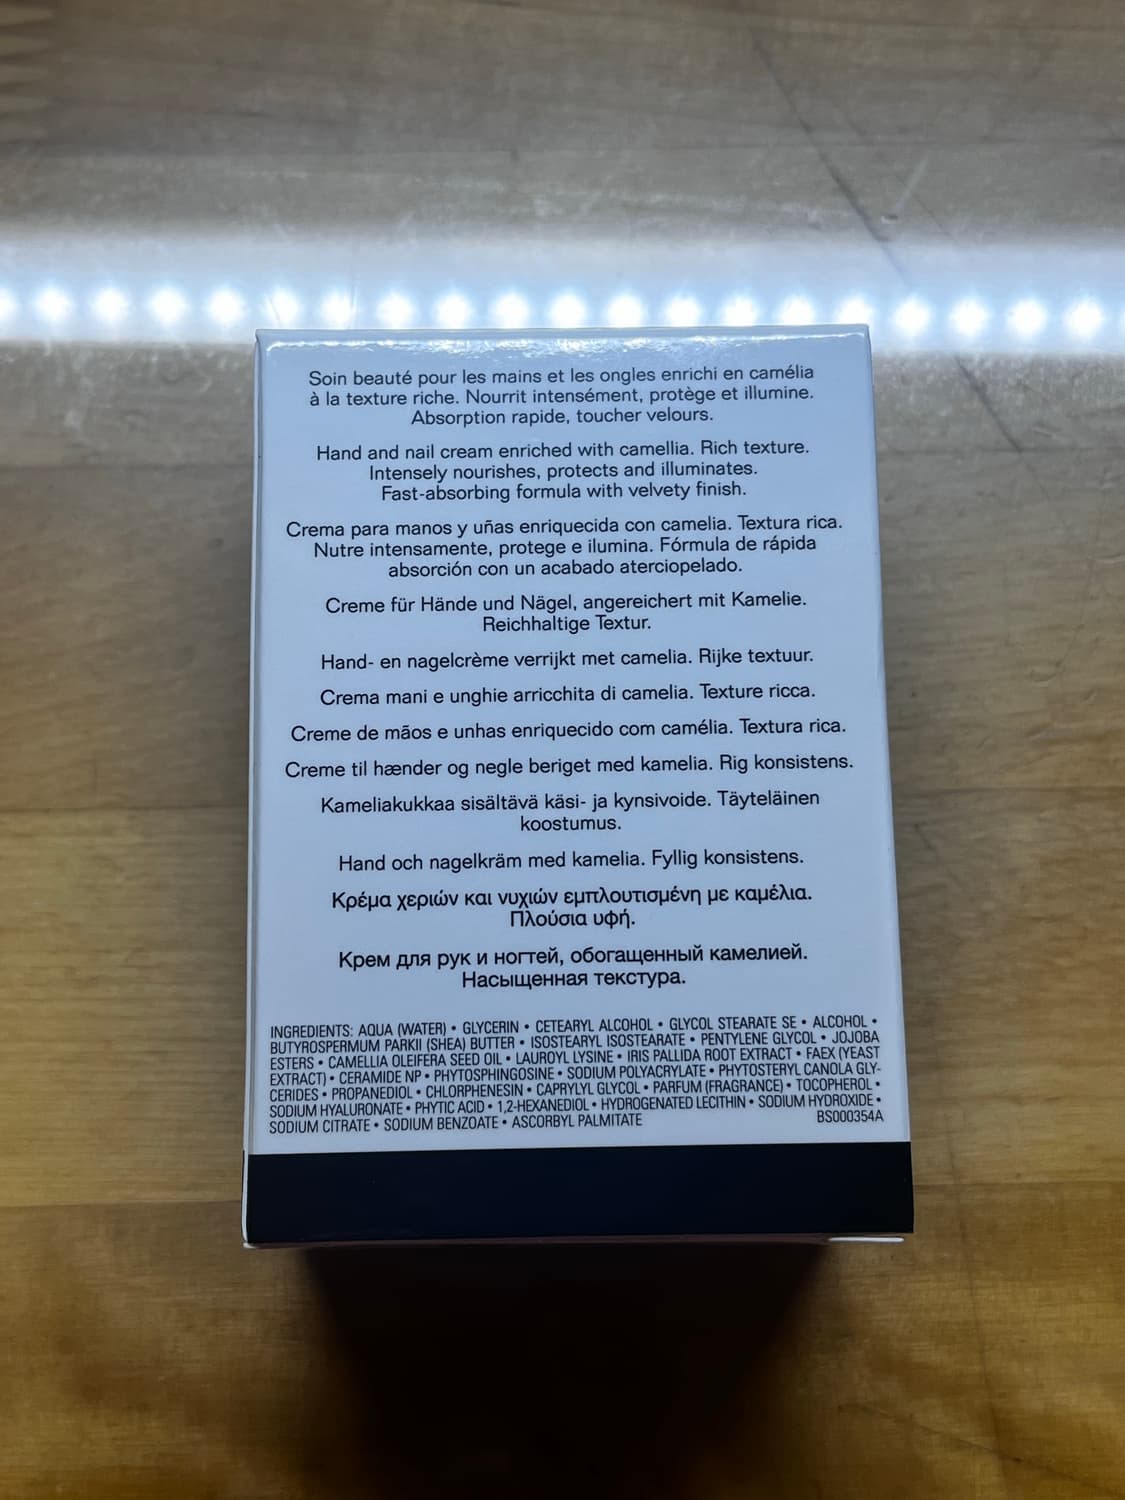 Soin beauté pour les mains et les ongles enrichi en camélia
à la texture riche. Nourrit intensément, protège et illumine.
Absorption rapide, toucher velours.
Hand and nail cream enriched with camellia. Rich texture.
Intensely nourishes, protects and illuminates.
Fast-absorbing formula with velvety finish.
Crema para manos y uñas enriquecida con camelia. Textura rica.
Nutre intensamente, protege e ilumina. Fórmula de rápida
absorción con un acabado aterciopelado.
Creme für Hände und Nägel, angereichert mit Kamelie.
Reichhaltige Textur.
Hand- en nagelcrème verrijkt met camelia. Rijke textuur.
Crema mani e unghie arricchita di camelia. Texture ricca.
Creme de mãos e unhas enriquecido com camélia. Textura rica.
Creme til hænder og negle beriget med kamelia. Rig konsistens.
Kameliakukkaa sisältävä käsi- ja kynsivoide. Täyteläinen
koostumus.
Hand och nagelkräm med kamelia. Fyllig konsistens.
Κρέμα χεριών και νυχιών εμπλουτισμένη με καμέλια.
Πλούσια υφή.
Крем для рук и ногтей, обогащенный камелией.
Насыщенная текстура.
INGREDIENTS: AQUA (WATER) • GLYCERIN • CETEARYL ALCOHOL • GLYCOL STEARATE SE • ALCOHOL •
BUTYROSPERMUM PARKII (SHEA) BUTTER • ISOSTEARYL ISOSTEARATE • PENTYLENE GLYCOL • JOJOBA
ESTERS • CAMELLIA OLEIFERA SEED OIL • LAUROYL LYSINE • IRIS PALLIDA ROOT EXTRACT • FAEX (YEAST
EXTRACT) • CERAMIDE NP • PHYTOSPHINGOSINE • SODIUM POLYACRYLATE • PHYTOSTERYL CANOLA GLY-
CERIDES • PROPANEDIOL • CHLORPHENESIN • CAPRYLYL GLYCOL • PARFUM (FRAGRANCE) • TOCOPHEROL •
SODIUM HYALURONATE • PHYTIC ACID • 1,2-HEXANEDIOL • HYDROGENATED LECITHIN • SODIUM HYDROXIDE •
SODIUM CITRATE • SODIUM BENZOATE • ASCORBYL PALMITATE BS000354A